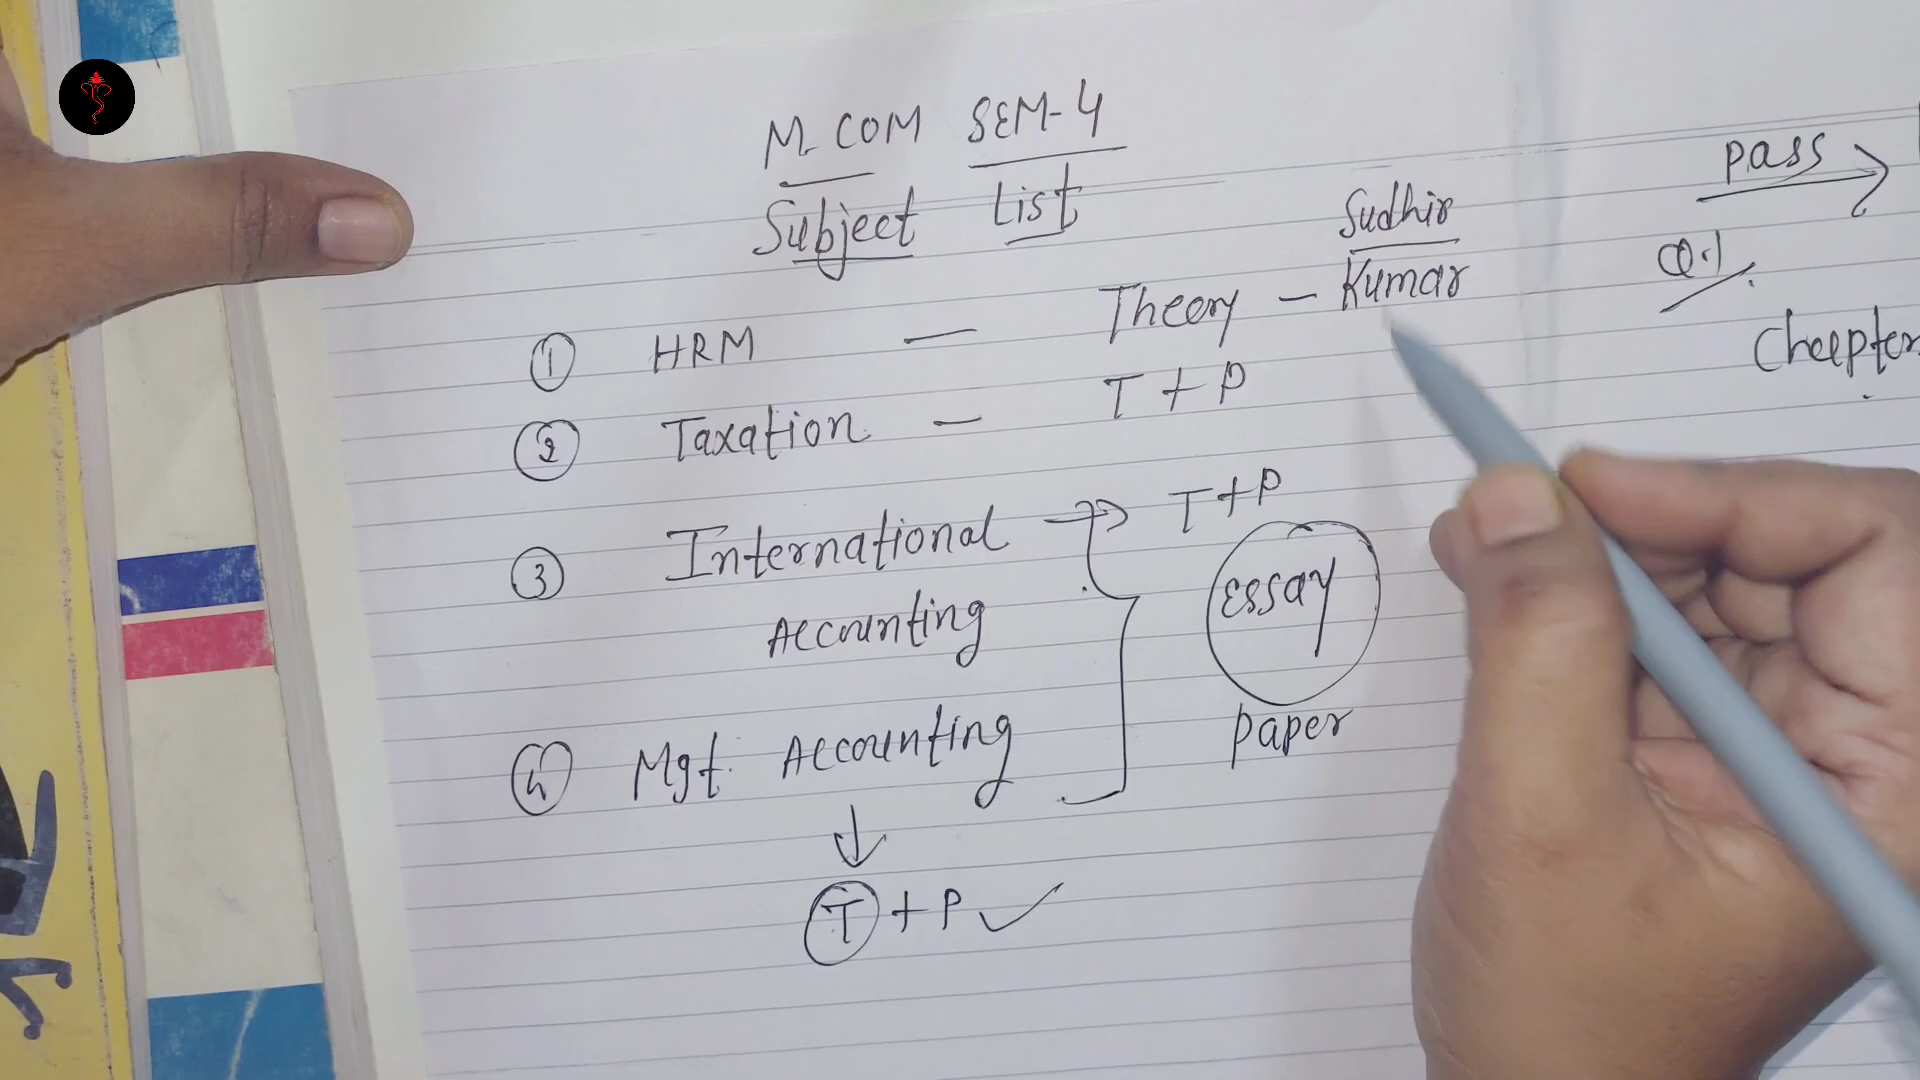 M.COM SEM-4
Subject List
① HRM — Theory — Sudhir Kumar
② Taxation — T + P
③ International Accounting → T+P
④ Mgt. Accounting
essay
paper
↓
T + P ✓
pass →
Q.1